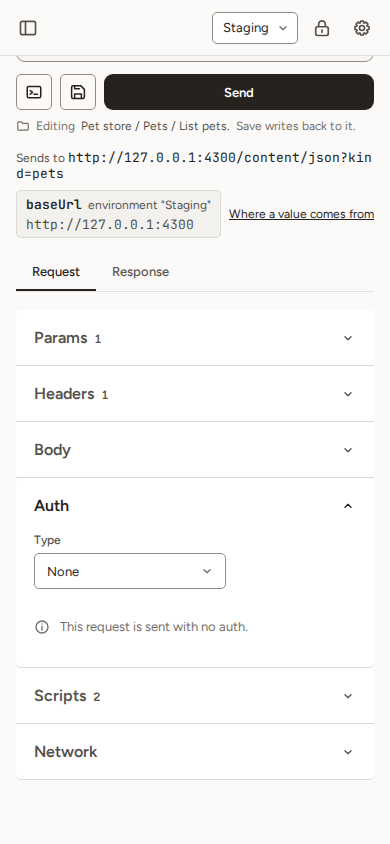 Staging
Send
Editing Pet store / Pets / List pets. Save writes back to it.
Sends to http://127.0.0.1:4300/content/json?kin
d=pets
baseUrl environment "Staging"
http://127.0.0.1:4300
Where a value comes from
Request Response
Params 1
Headers 1
Body
Auth
Type
None
This request is sent with no auth.
Scripts 2
Network